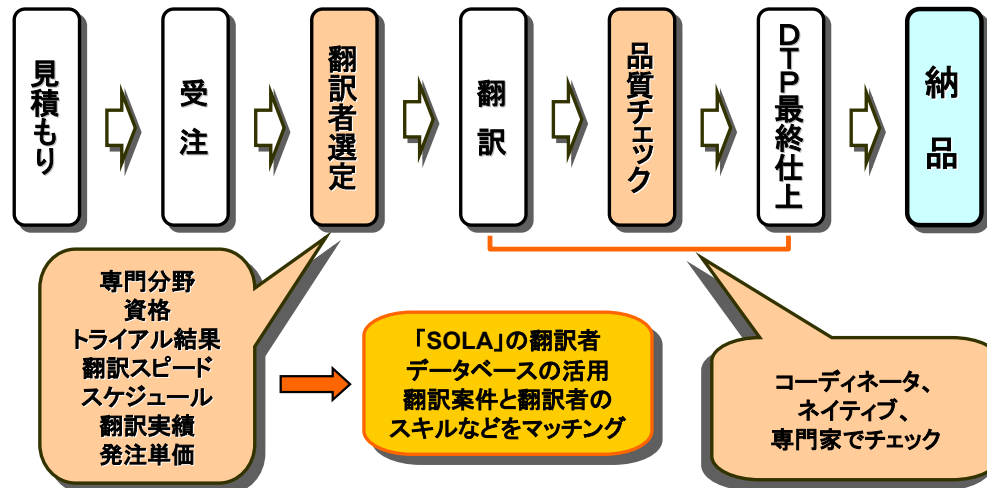 見積もり
受注
翻訳者選定
翻訳
品質チェック
DTP最終仕上
納品
専門分野
資格
トライアル結果
翻訳スピード
スケジュール
翻訳実績
発注単価
「SOLA」の翻訳者
データベースの活用
翻訳案件と翻訳者の
スキルなどをマッチング
コーディネータ、
ネイティブ、
専門家でチェック